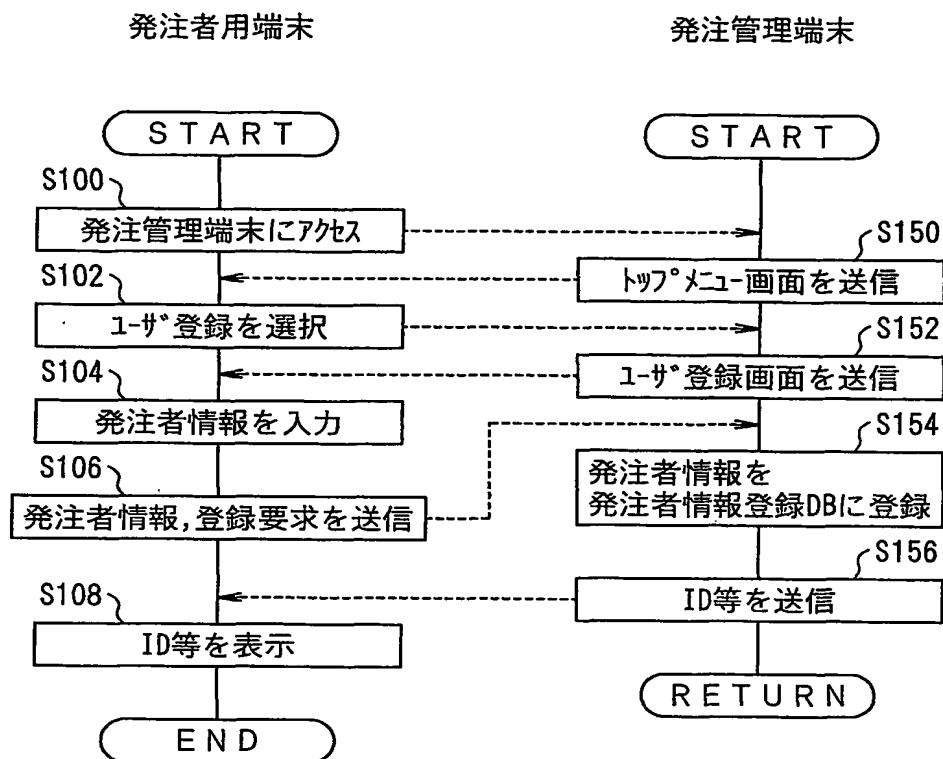 発注者用端末
発注管理端末
START
START
S100
発注管理端末にアクセス
S150
トップメニュー画面を送信
S102
ユーザ登録を選択
S152
ユーザ登録画面を送信
S104
発注者情報を入力
S154
発注者情報を
発注者情報登録DBに登録
S106
発注者情報,登録要求を送信
S156
ID等を送信
S108
ID等を表示
RETURN
END